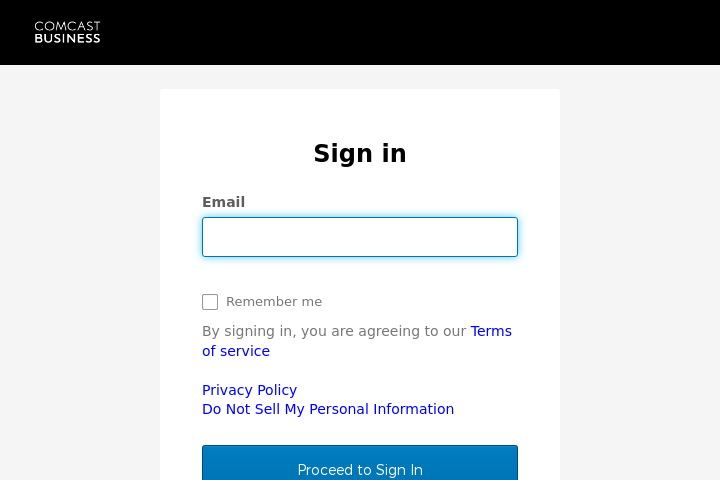 COMCAST
BUSINESS
Sign in
Email
Remember me
By signing in, you are agreeing to our Terms
of service
Privacy Policy
Do Not Sell My Personal Information
Proceed to Sign In